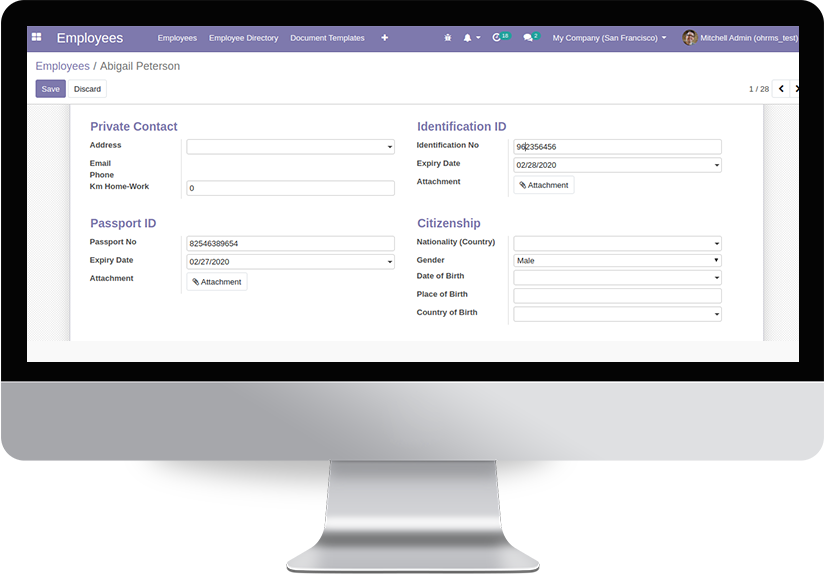 Employees Employees Employee Directory Document Templates + 18 2 My Company (San Francisco) Mitchell Admin (ohrms_test)
Employees / Abigail Peterson
Save Discard 1 / 28
Private Contact
Address
Email
Phone
Km Home-Work 0
Identification ID
Identification No 962356456
Expiry Date 02/28/2020
Attachment Attachment
Passport ID
Passport No 82546389654
Expiry Date 02/27/2020
Attachment Attachment
Citizenship
Nationality (Country)
Gender Male
Date of Birth
Place of Birth
Country of Birth